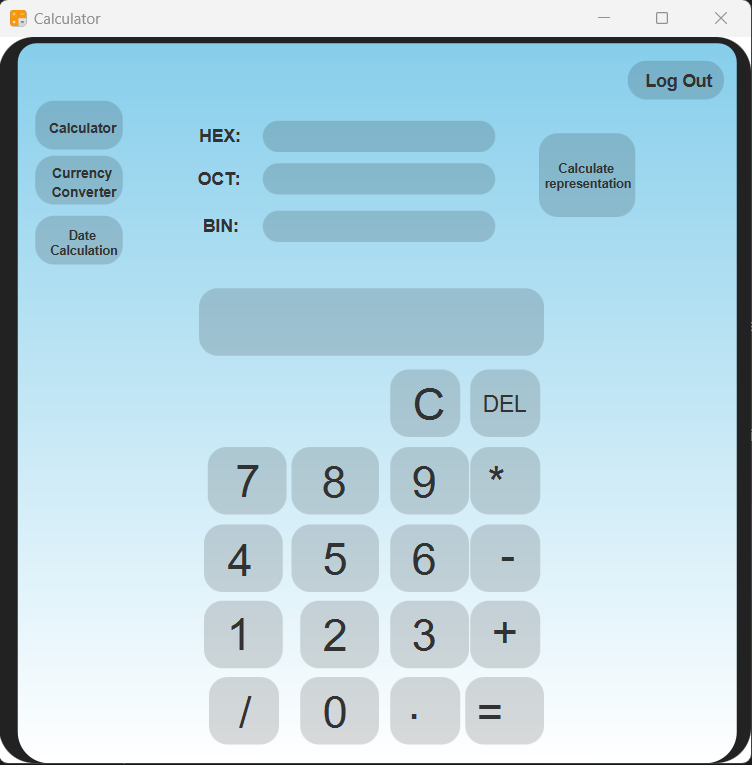 Calculator
Log Out
Calculator
Currency
Converter
Date
Calculation
HEX:
OCT:
BIN:
Calculate
representation
C DEL
7 8 9 *
4 5 6 -
1 2 3 +
/ 0 . =